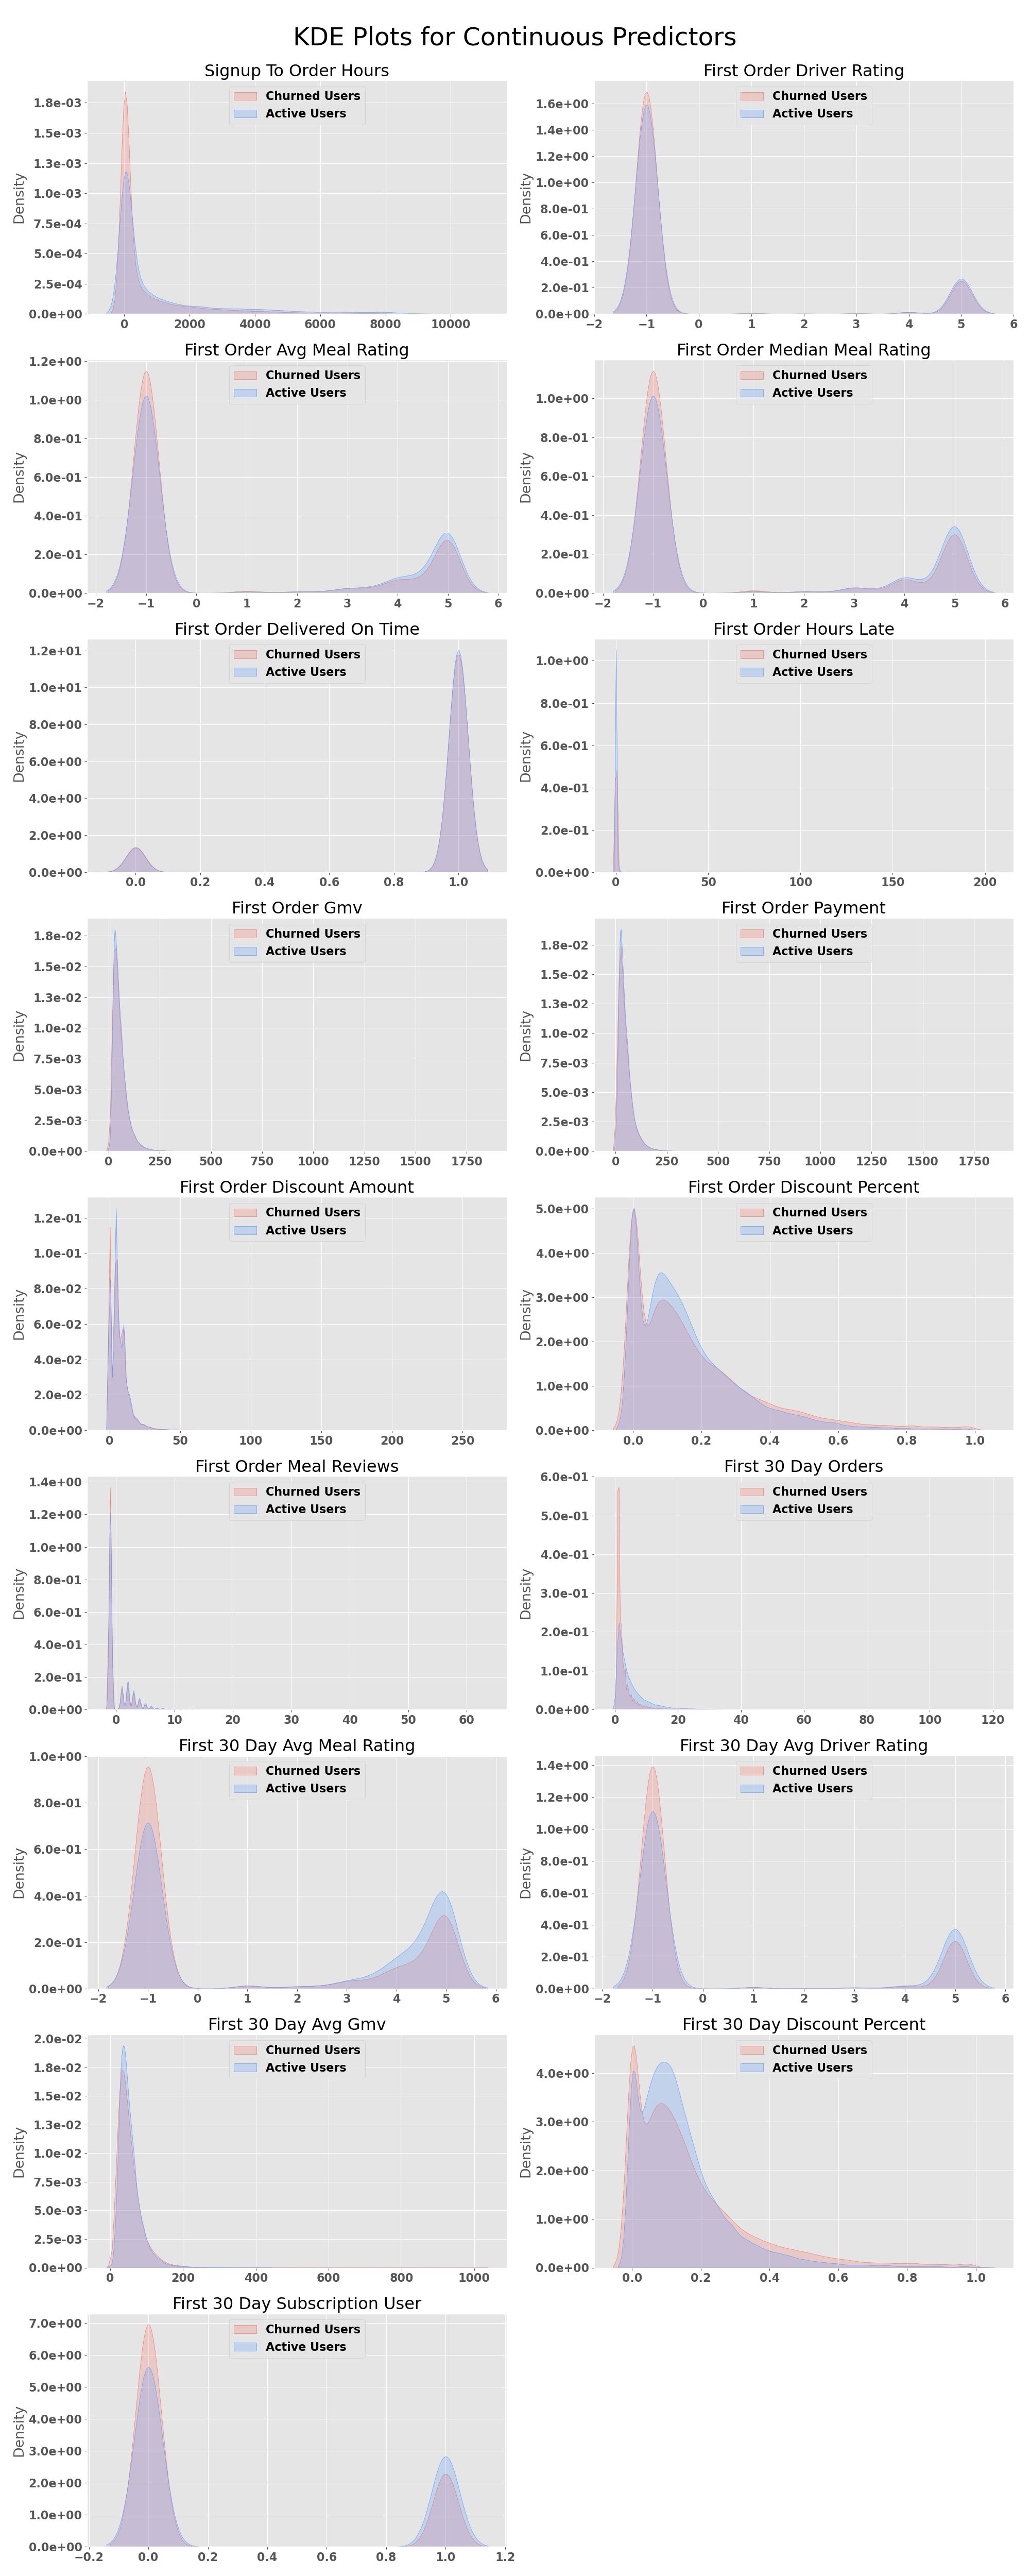 KDE Plots for Continuous Predictors
Signup To Order Hours
Churned Users
Active Users
Density
1.8e-03
1.5e-03
1.3e-03
1.0e-03
7.5e-04
5.0e-04
2.5e-04
0.0e+00
0 2000 4000 6000 8000 10000
First Order Driver Rating
Churned Users
Active Users
Density
1.6e+00
1.4e+00
1.2e+00
1.0e+00
8.0e-01
6.0e-01
4.0e-01
2.0e-01
0.0e+00
−2 −1 0 1 2 3 4 5 6
First Order Avg Meal Rating
Churned Users
Active Users
Density
1.2e+00
1.0e+00
8.0e-01
6.0e-01
4.0e-01
2.0e-01
0.0e+00
−2 −1 0 1 2 3 4 5 6
First Order Median Meal Rating
Churned Users
Active Users
Density
1.0e+00
8.0e-01
6.0e-01
4.0e-01
2.0e-01
0.0e+00
−2 −1 0 1 2 3 4 5 6
First Order Delivered On Time
Churned Users
Active Users
Density
1.2e+01
1.0e+01
8.0e+00
6.0e+00
4.0e+00
2.0e+00
0.0e+00
0.0 0.2 0.4 0.6 0.8 1.0
First Order Hours Late
Churned Users
Active Users
Density
1.0e+00
8.0e-01
6.0e-01
4.0e-01
2.0e-01
0.0e+00
0 50 100 150 200
First Order Gmv
Churned Users
Active Users
Density
1.8e-02
1.5e-02
1.3e-02
1.0e-02
7.5e-03
5.0e-03
2.5e-03
0.0e+00
0 250 500 750 1000 1250 1500 1750
First Order Payment
Churned Users
Active Users
Density
1.8e-02
1.5e-02
1.3e-02
1.0e-02
7.5e-03
5.0e-03
2.5e-03
0.0e+00
0 250 500 750 1000 1250 1500 1750
First Order Discount Amount
Churned Users
Active Users
Density
1.2e-01
1.0e-01
8.0e-02
6.0e-02
4.0e-02
2.0e-02
0.0e+00
0 50 100 150 200 250
First Order Discount Percent
Churned Users
Active Users
Density
5.0e+00
4.0e+00
3.0e+00
2.0e+00
1.0e+00
0.0e+00
0.0 0.2 0.4 0.6 0.8 1.0
First Order Meal Reviews
Churned Users
Active Users
Density
1.4e+00
1.2e+00
1.0e+00
8.0e-01
6.0e-01
4.0e-01
2.0e-01
0.0e+00
0 10 20 30 40 50 60
First 30 Day Orders
Churned Users
Active Users
Density
6.0e-01
5.0e-01
4.0e-01
3.0e-01
2.0e-01
1.0e-01
0.0e+00
0 20 40 60 80 100 120
First 30 Day Avg Meal Rating
Churned Users
Active Users
Density
1.0e+00
8.0e-01
6.0e-01
4.0e-01
2.0e-01
0.0e+00
−2 −1 0 1 2 3 4 5 6
First 30 Day Avg Driver Rating
Churned Users
Active Users
Density
1.4e+00
1.2e+00
1.0e+00
8.0e-01
6.0e-01
4.0e-01
2.0e-01
0.0e+00
−2 −1 0 1 2 3 4 5 6
First 30 Day Avg Gmv
Churned Users
Active Users
Density
2.0e-02
1.8e-02
1.5e-02
1.3e-02
1.0e-02
7.5e-03
5.0e-03
2.5e-03
0.0e+00
0 200 400 600 800 1000
First 30 Day Discount Percent
Churned Users
Active Users
Density
4.0e+00
3.0e+00
2.0e+00
1.0e+00
0.0e+00
0.0 0.2 0.4 0.6 0.8 1.0
First 30 Day Subscription User
Churned Users
Active Users
Density
7.0e+00
6.0e+00
5.0e+00
4.0e+00
3.0e+00
2.0e+00
1.0e+00
0.0e+00
−0.2 0.0 0.2 0.4 0.6 0.8 1.0 1.2